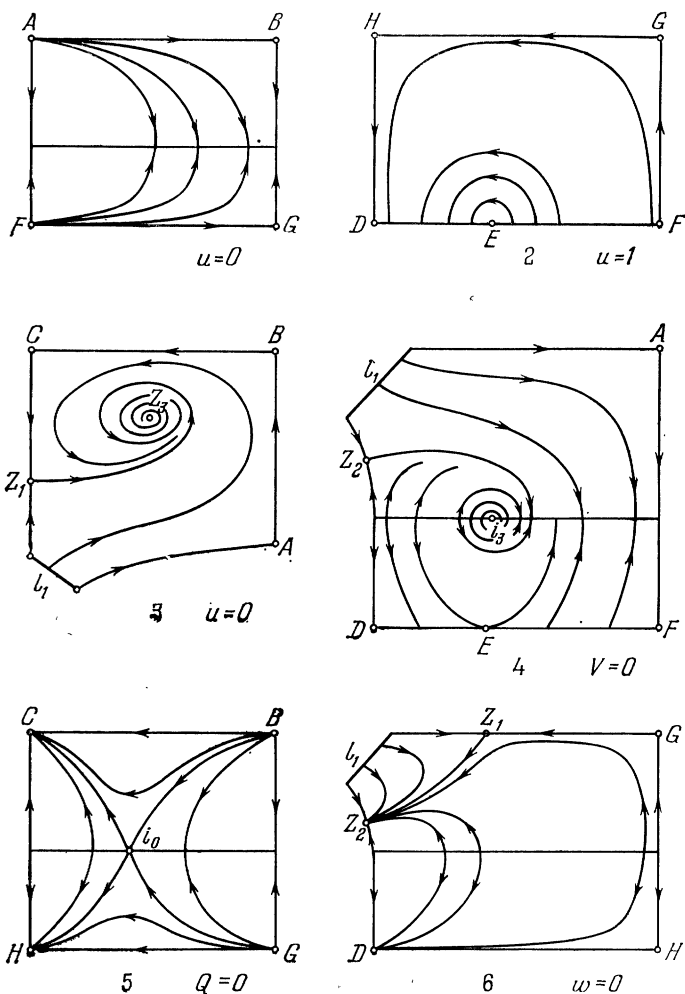 A B
H G
F G
D E F
u=0
2 u=1
C B
A
Z₃
l₁
Z₁
Z₂
i₃
A
l₁
D E F
3 u=0
4 V=0
C B
Z₁ G
l₁
Z₂
i₀
H G
D H
5 Q=0
6 w=0